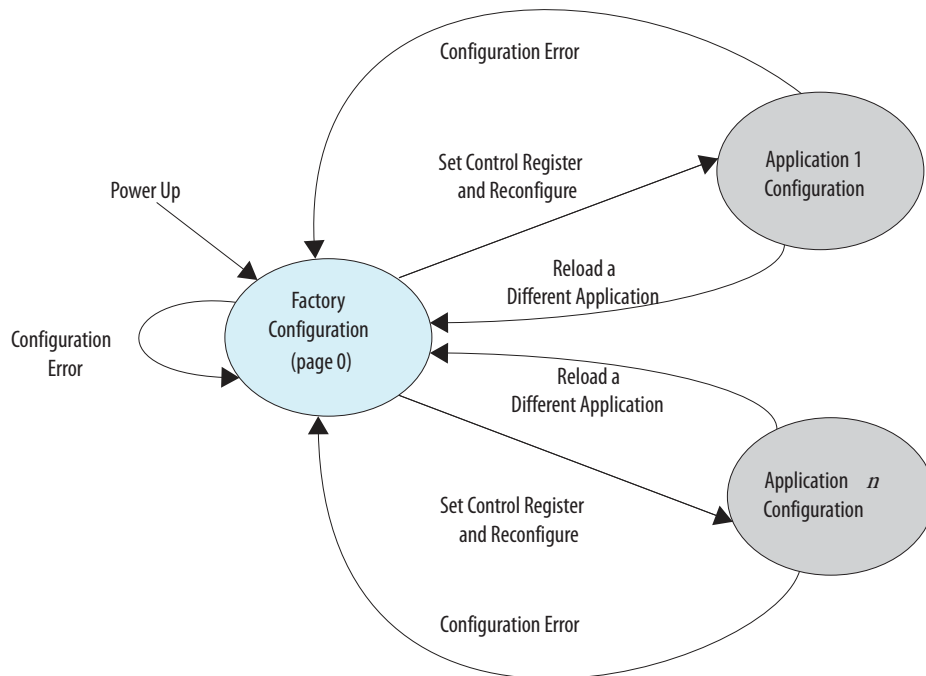 Configuration Error
Application 1
Configuration
Set Control Register
and Reconfigure
Power Up
Reload a
Different Application
Factory
Configuration
(page 0)
Configuration
Error
Reload a
Different Application
Application n
Configuration
Set Control Register
and Reconfigure
Configuration Error